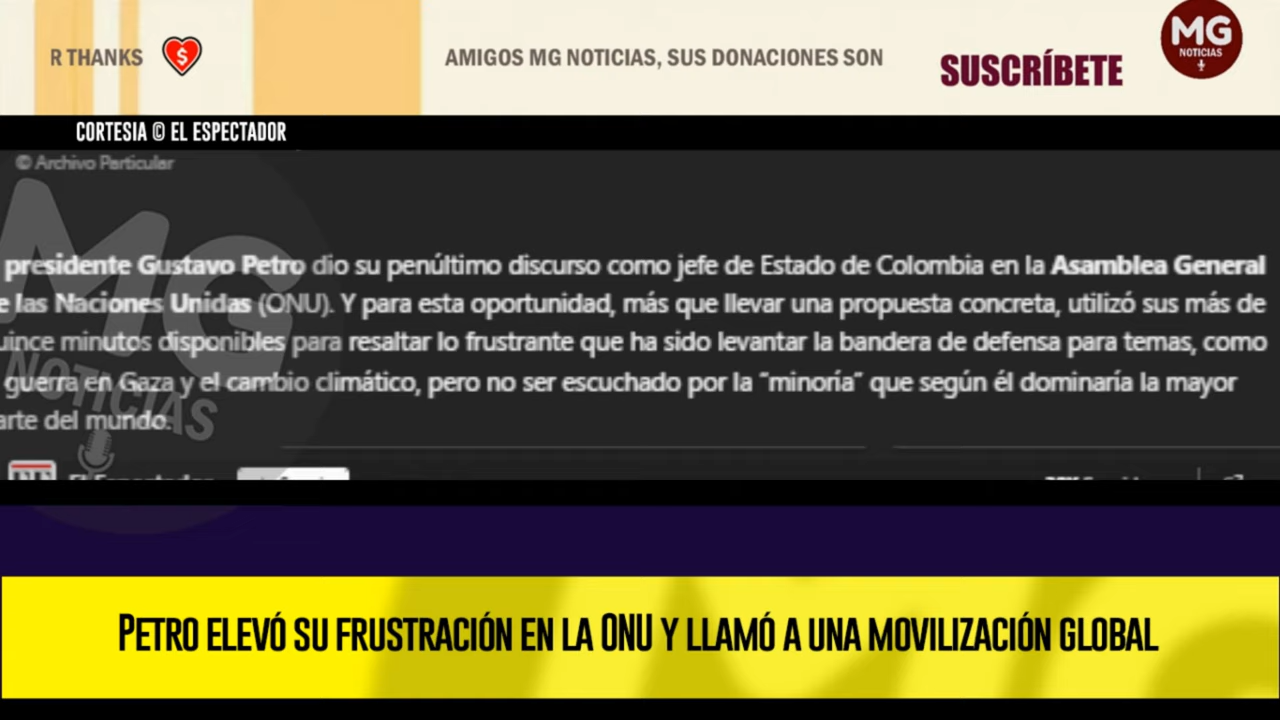 R THANKS
AMIGOS MG NOTICIAS, SUS DONACIONES SON
SUSCRÍBETE
MG
NOTICIAS
CORTESIA © EL ESPECTADOR
© Archivo Particular
presidente Gustavo Petro dio su penúltimo discurso como jefe de Estado de Colombia en la Asamblea General
e las Naciones Unidas (ONU). Y para esta oportunidad, más que llevar una propuesta concreta, utilizó sus más de
uince minutos disponibles para resaltar lo frustrante que ha sido levantar la bandera de defensa para temas, como
guerra en Gaza y el cambio climático, pero no ser escuchado por la ¨minoría¨ que según él dominaría la mayor
arte del mundo.
MG
NOTICIAS
El Espectador
PETRO ELEVÓ SU FRUSTRACIÓN EN LA ONU Y LLAMÓ A UNA MOVILIZACIÓN GLOBAL